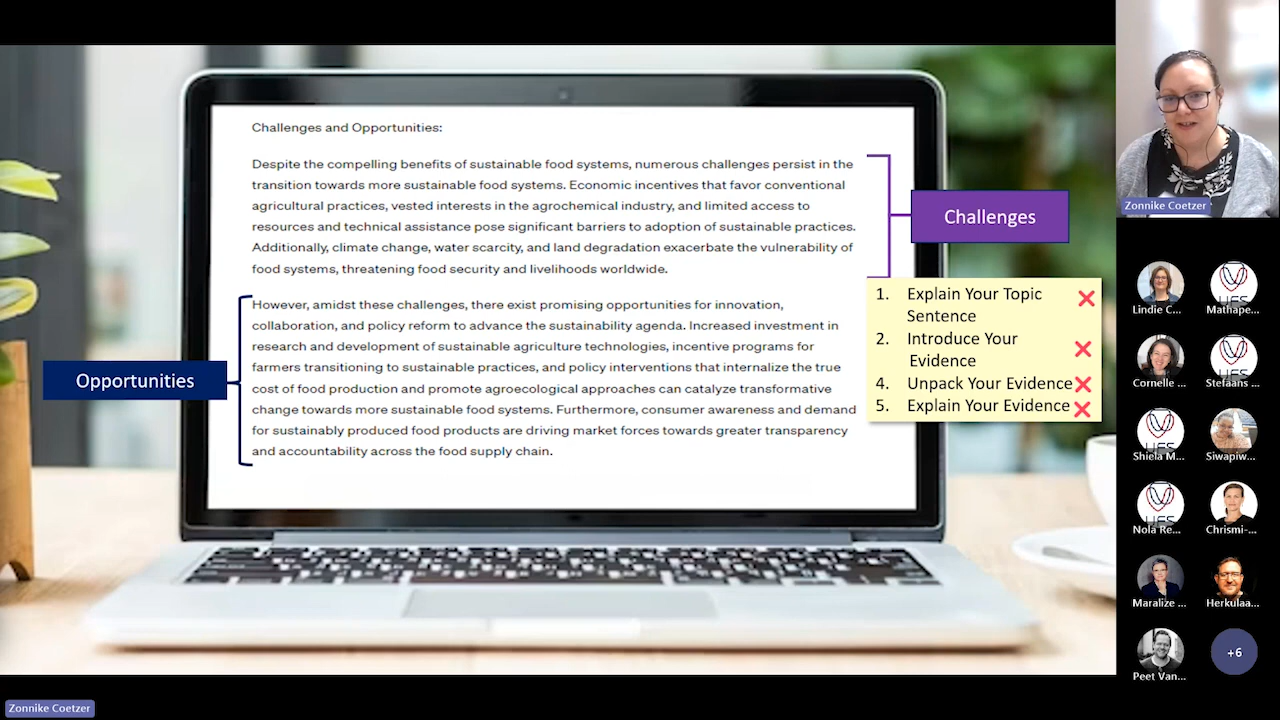 Challenges and Opportunities:
Despite the compelling benefits of sustainable food systems, numerous challenges persist in the
transition towards more sustainable food systems. Economic incentives that favor conventional
agricultural practices, vested interests in the agrochemical industry, and limited access to
resources and technical assistance pose significant barriers to adoption of sustainable practices.
Additionally, climate change, water scarcity, and land degradation exacerbate the vulnerability of
food systems, threatening food security and livelihoods worldwide.
However, amidst these challenges, there exist promising opportunities for innovation,
collaboration, and policy reform to advance the sustainability agenda. Increased investment in
research and development of sustainable agriculture technologies, incentive programs for
farmers transitioning to sustainable practices, and policy interventions that internalize the true
cost of food production and promote agroecological approaches can catalyze transformative
change towards more sustainable food systems. Furthermore, consumer awareness and demand
for sustainably produced food products are driving market forces towards greater transparency
and accountability across the food supply chain.
Opportunities
Challenges
1. Explain Your Topic
Sentence
2. Introduce Your
Evidence
4. Unpack Your Evidence
5. Explain Your Evidence
Zonnike Coetzer
Lindie C...
Mathape...
Cornelle ...
Stefaans ...
Shiela M...
Siwapiw...
Nola Re...
Chrismi-...
Maralize ...
Herkulaa...
Peet Van...
+6
Zonnike Coetzer